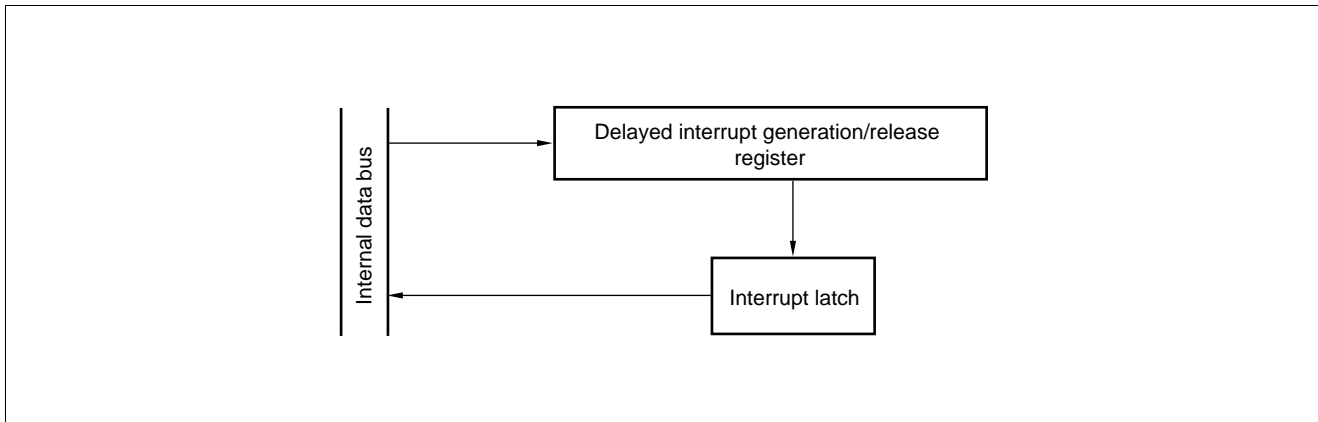 Delayed interrupt generation/release
register
Internal data bus
Interrupt latch